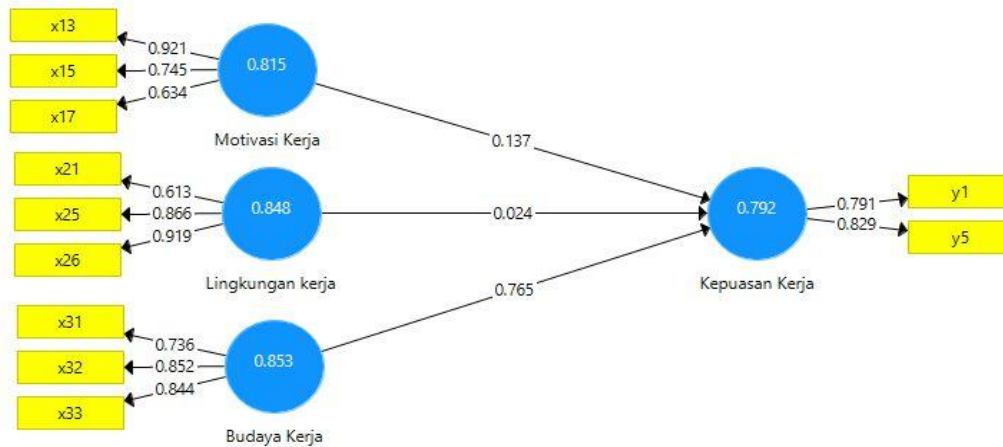 x13
0.921
x15
0.745
x17
0.634
0.815
Motivasi Kerja
0.137
x21
0.613
x25
0.866
x26
0.919
0.848
Lingkungan kerja
0.024
x31
0.736
x32
0.852
x33
0.844
0.853
Budaya Kerja
0.765
0.792
Kepuasan Kerja
0.791
y1
0.829
y5